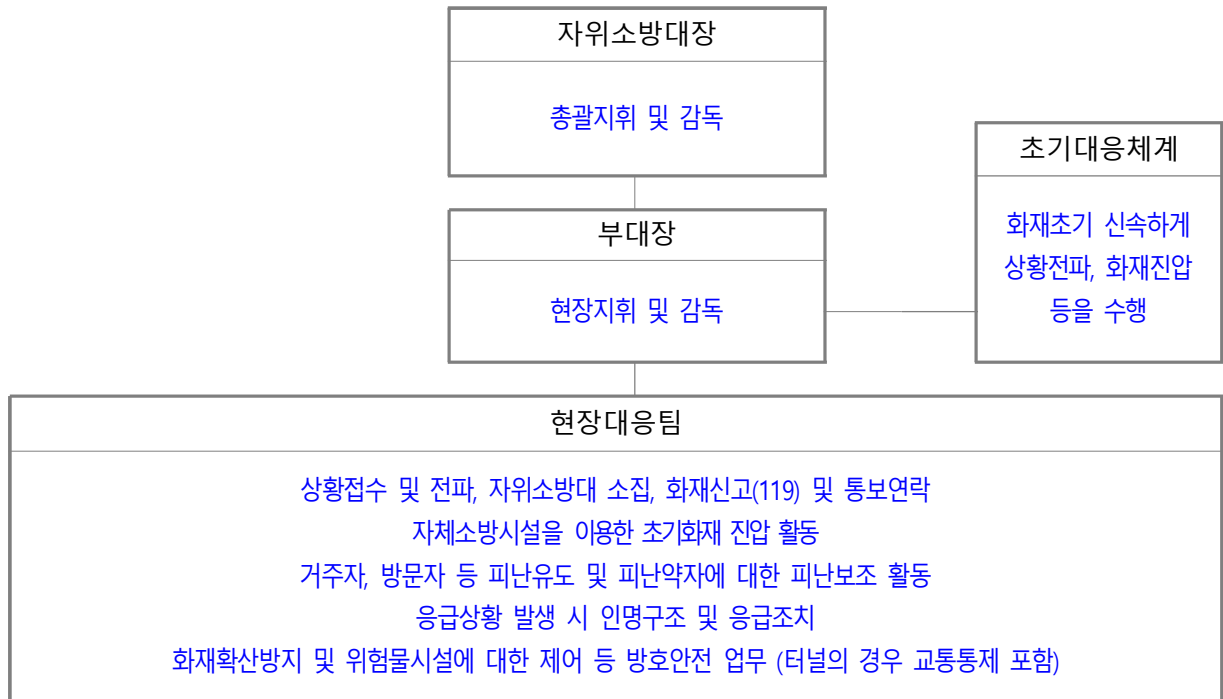 자위소방대장
총괄지휘 및 감독
초기대응체계
화재초기 신속하게
상황전파, 화재진압
등을 수행
부대장
현장지휘 및 감독
현장대응팀
상황접수 및 전파, 자위소방대 소집, 화재신고(119) 및 통보연락
자체소방시설을 이용한 초기화재 진압 활동
거주자, 방문자 등 피난유도 및 피난약자에 대한 피난보조 활동
응급상황 발생 시 인명구조 및 응급조치
화재확산방지 및 위험물시설에 대한 제어 등 방호안전 업무 (터널의 경우 교통통제 포함)